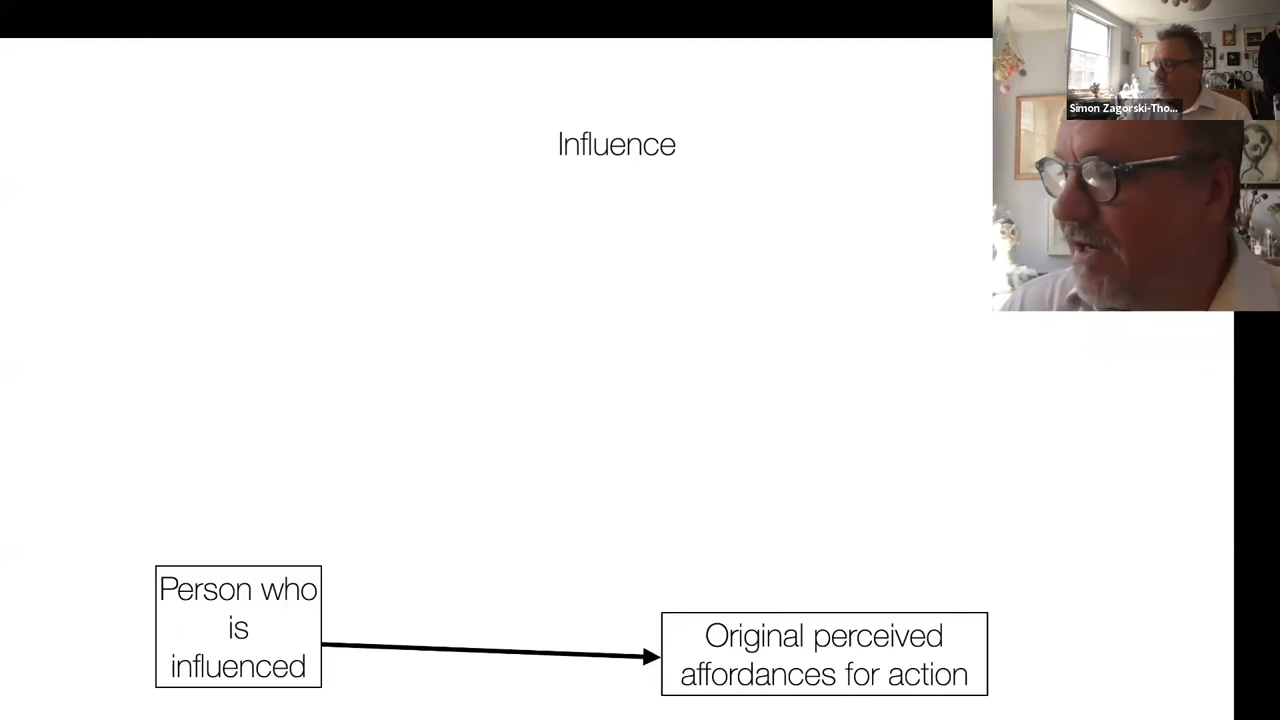 Simon Zagorski-Tho...
Influence
Person who
is
influenced
Original perceived
affordances for action